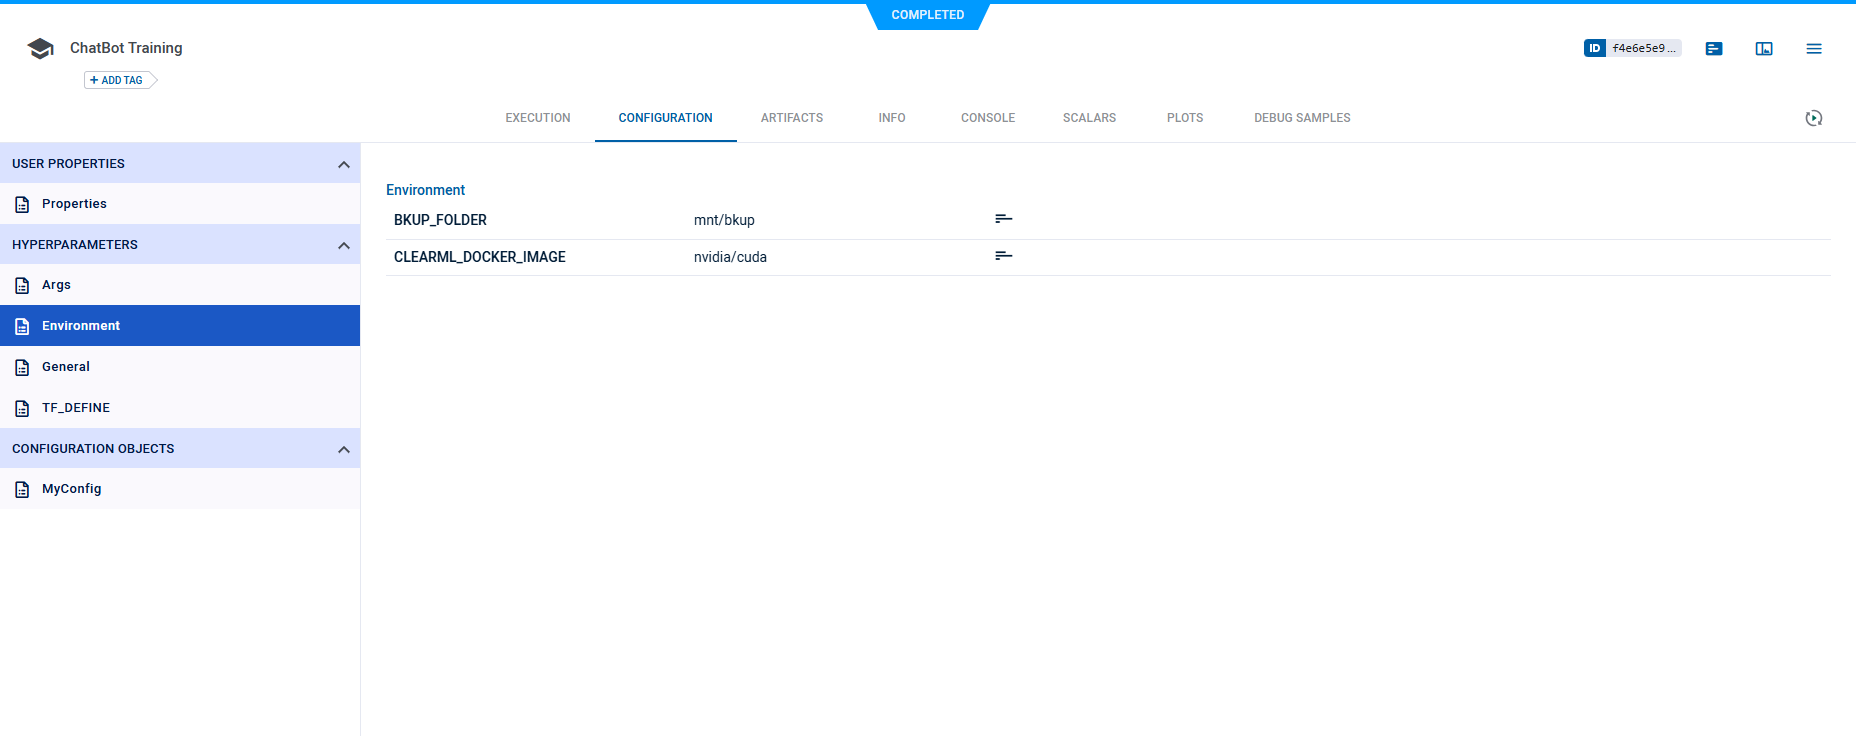 COMPLETED
ChatBot Training
ID f4e6e5e9...
+ ADD TAG
EXECUTION CONFIGURATION ARTIFACTS INFO CONSOLE SCALARS PLOTS DEBUG SAMPLES
USER PROPERTIES
Properties
HYPERPARAMETERS
Args
Environment
General
TF_DEFINE
CONFIGURATION OBJECTS
MyConfig
Environment
BKUP_FOLDER mnt/bkup
CLEARML_DOCKER_IMAGE nvidia/cuda